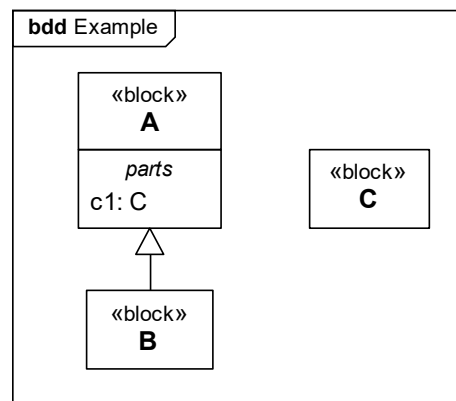 bdd Example
«block»
A
parts
c1: C
«block»
C
«block»
B